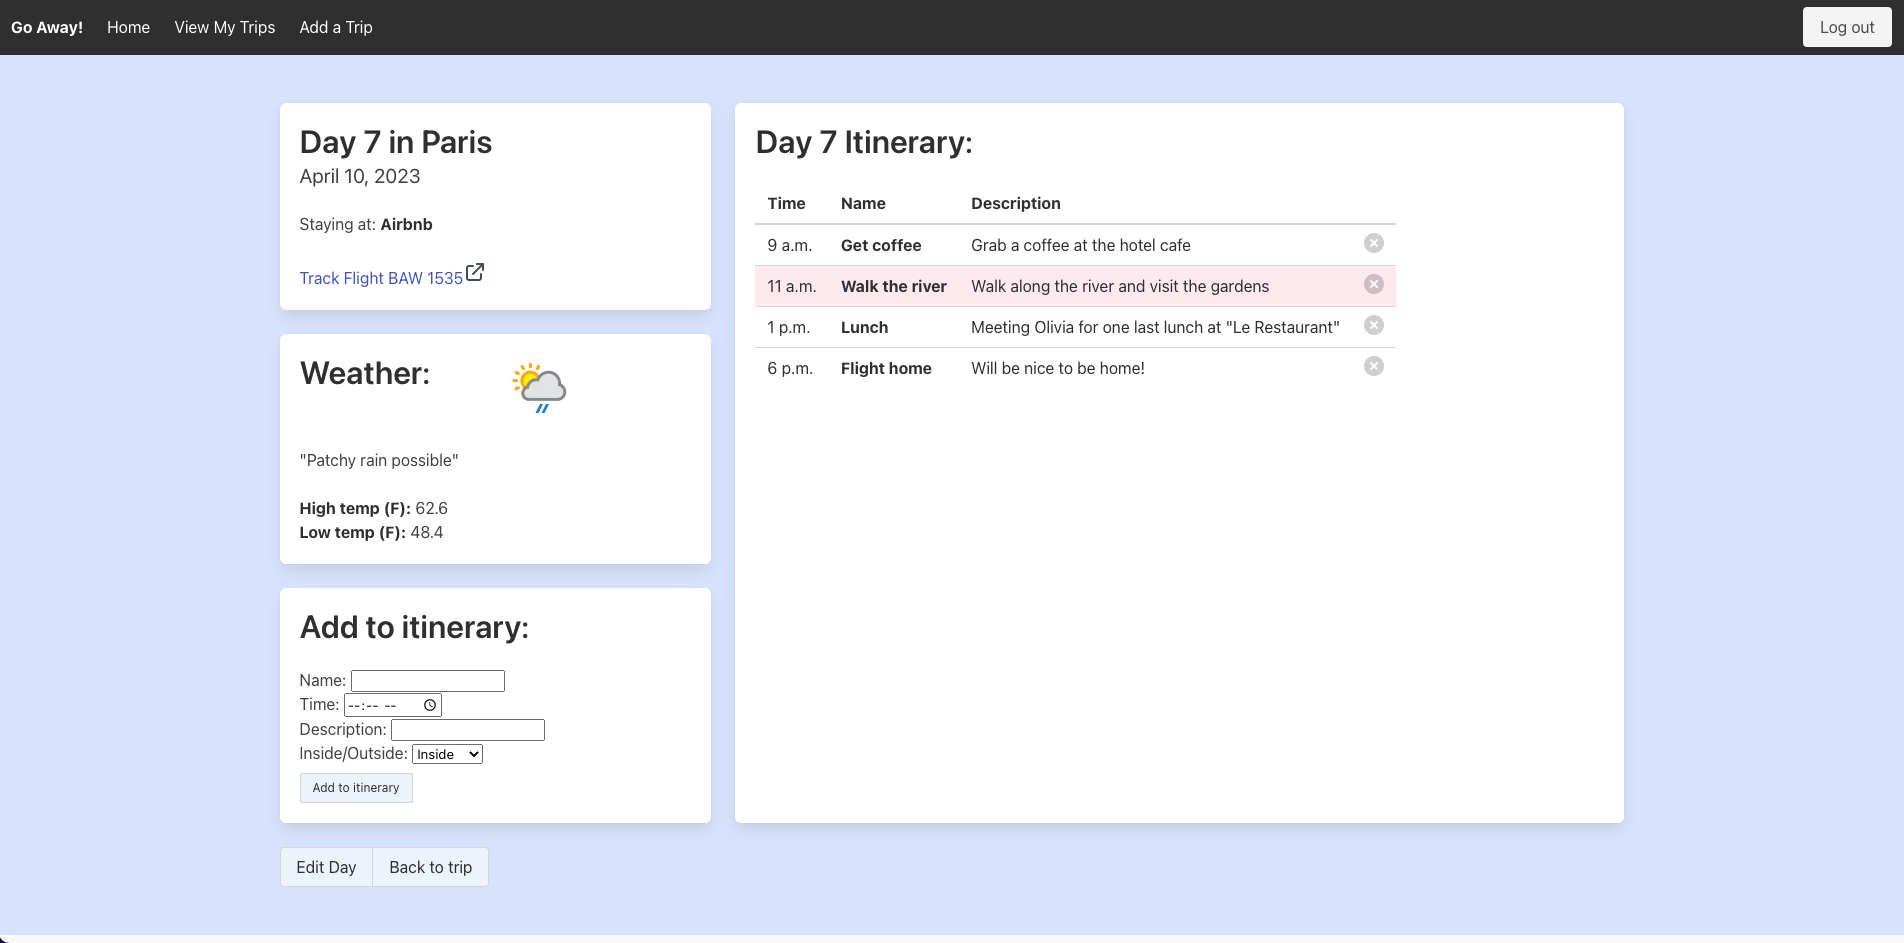 Go Away! Home View My Trips Add a Trip Log out
Day 7 in Paris
April 10, 2023
Staying at: Airbnb
Track Flight BAW 1535
Weather:
"Patchy rain possible"
High temp (F): 62.6
Low temp (F): 48.4
Add to itinerary:
Name:
Time: --:-- --
Description:
Inside/Outside: Inside
Add to itinerary
Edit Day Back to trip
Day 7 Itinerary:
Time Name Description
9 a.m. Get coffee Grab a coffee at the hotel cafe
11 a.m. Walk the river Walk along the river and visit the gardens
1 p.m. Lunch Meeting Olivia for one last lunch at "Le Restaurant"
6 p.m. Flight home Will be nice to be home!